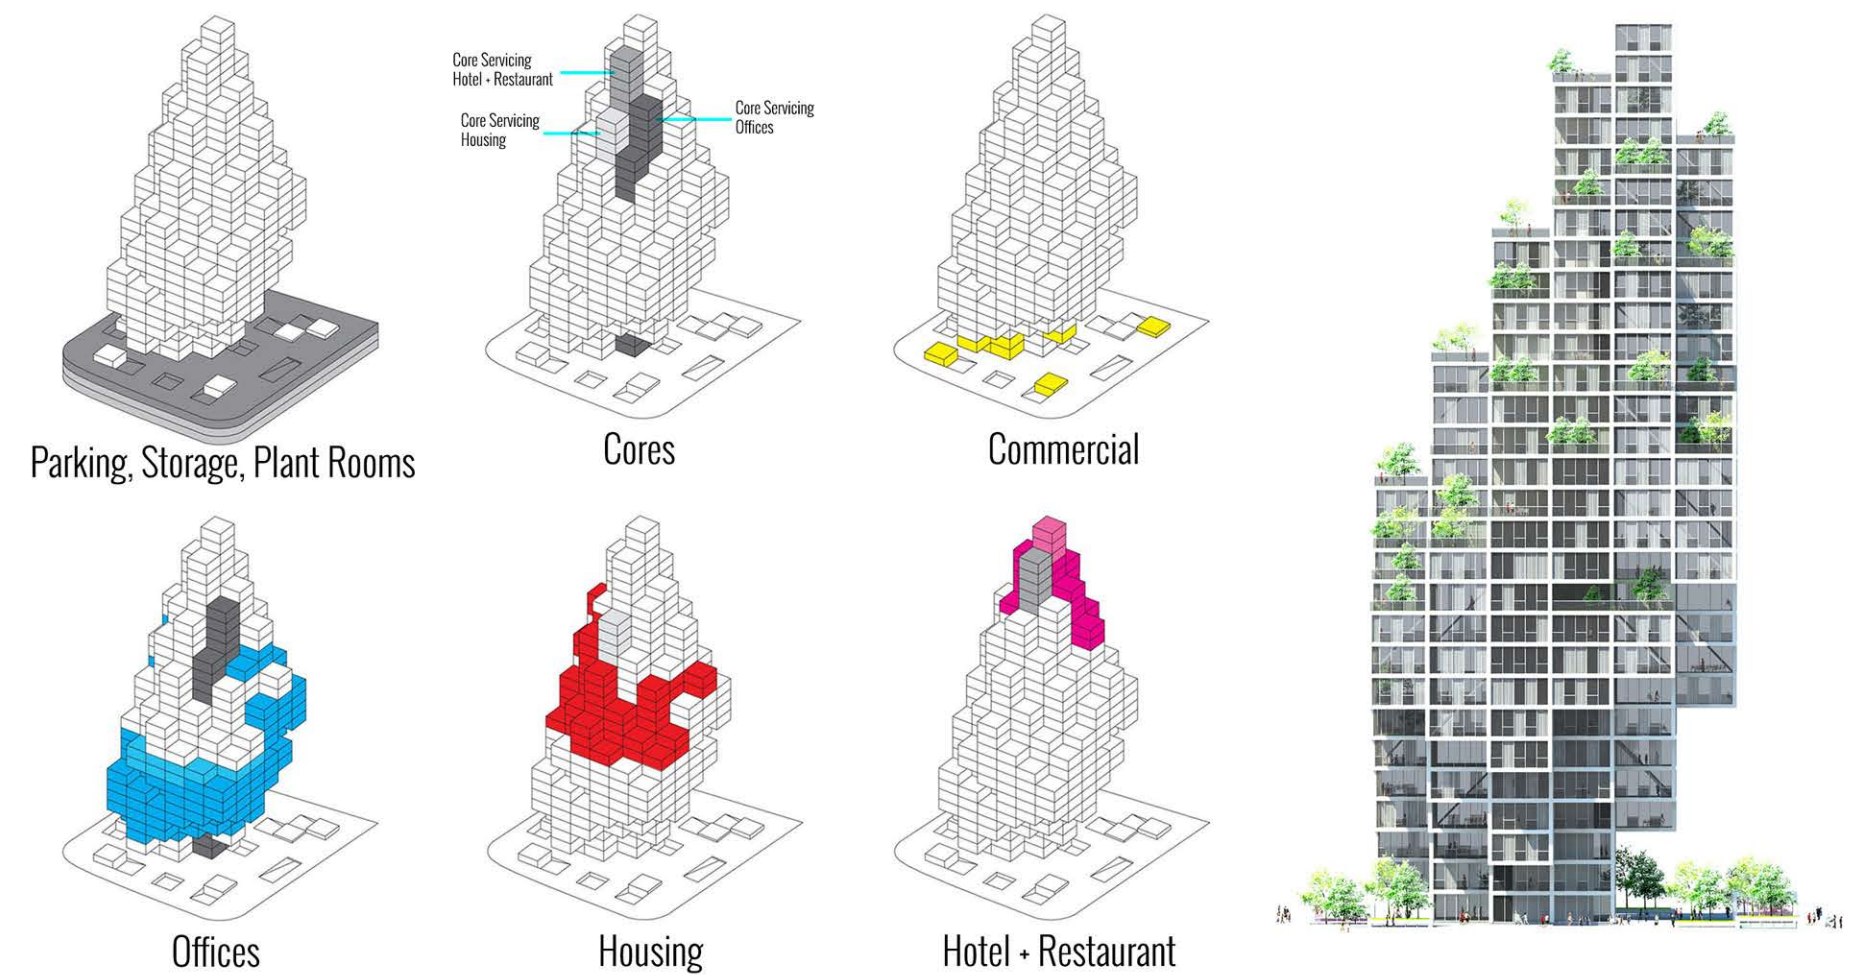 Core Servicing
Hotel + Restaurant
Core Servicing
Housing
Core Servicing
Offices
Parking, Storage, Plant Rooms
Cores
Commercial
Offices
Housing
Hotel + Restaurant